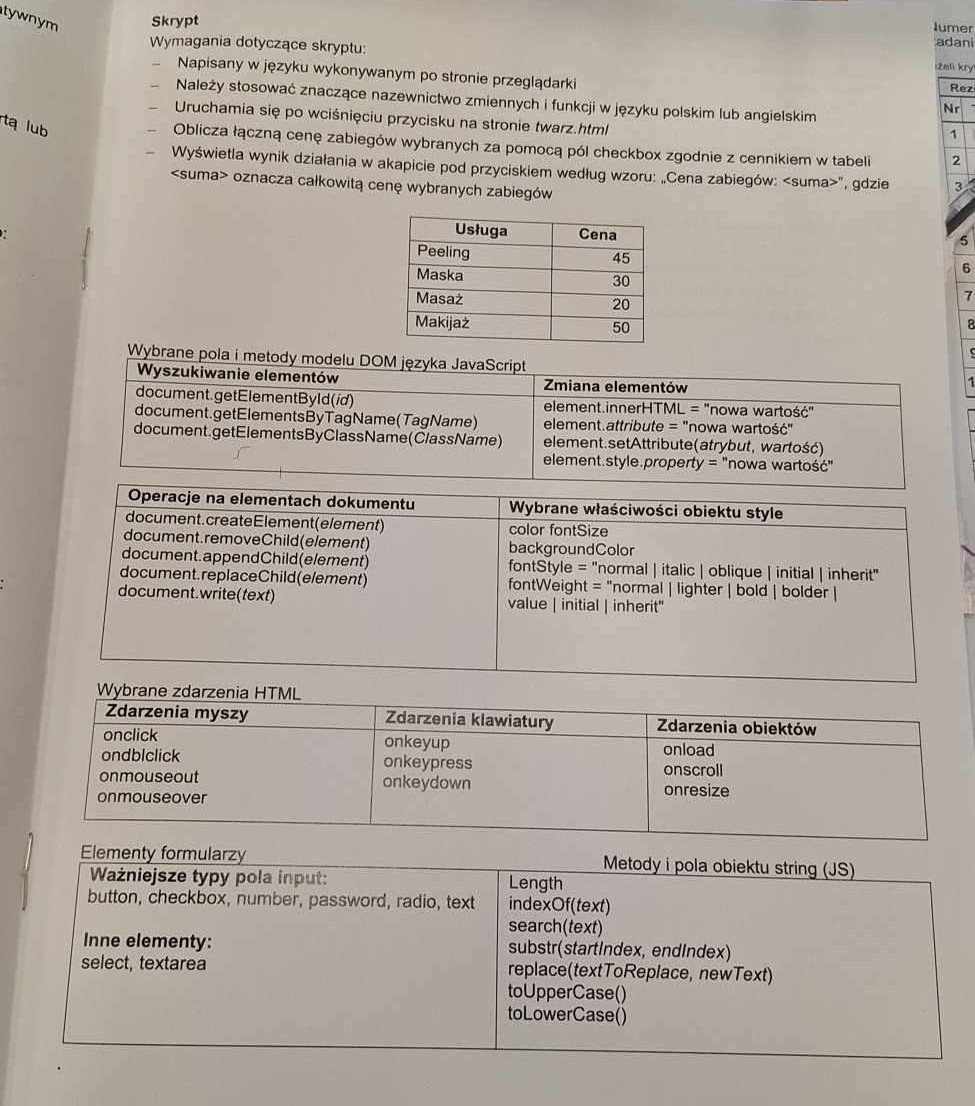 atywnym
rtą lub
Skrypt
Wymagania dotyczące skryptu:
– Napisany w języku wykonywanym po stronie przeglądarki
– Należy stosować znaczące nazewnictwo zmiennych i funkcji w języku polskim lub angielskim
– Uruchamia się po wciśnięciu przycisku na stronie twarz.html
– Oblicza łączną cenę zabiegów wybranych za pomocą pól checkbox zgodnie z cennikiem w tabeli
– Wyświetla wynik działania w akapicie pod przyciskiem według wzoru: „Cena zabiegów: <suma>”, gdzie
<suma> oznacza całkowitą cenę wybranych zabiegów
Usługa Cena
Peeling 45
Maska 30
Masaż 20
Makijaż 50
Wybrane pola i metody modelu DOM języka JavaScript
Wyszukiwanie elementów
document.getElementById(id)
document.getElementsByTagName(TagName)
document.getElementsByClassName(ClassName)
Zmiana elementów
element.innerHTML = "nowa wartość"
element.attribute = "nowa wartość"
element.setAttribute(atrybut, wartość)
element.style.property = "nowa wartość"
Operacje na elementach dokumentu
document.createElement(element)
document.removeChild(element)
document.appendChild(element)
document.replaceChild(element)
document.write(text)
Wybrane właściwości obiektu style
color fontSize
backgroundColor
fontStyle = "normal | italic | oblique | initial | inherit"
fontWeight = "normal | lighter | bold | bolder |
value | initial | inherit"
Wybrane zdarzenia HTML
Zdarzenia myszy
onclick
ondblclick
onmouseout
onmouseover
Zdarzenia klawiatury
onkeyup
onkeypress
onkeydown
Zdarzenia obiektów
onload
onscroll
onresize
Elementy formularzy
Ważniejsze typy pola input:
button, checkbox, number, password, radio, text
Inne elementy:
select, textarea
Metody i pola obiektu string (JS)
Length
indexOf(text)
search(text)
substr(startIndex, endIndex)
replace(textToReplace, newText)
toUpperCase()
toLowerCase()
Numer
zadani
żeli kry
Rez
Nr
1
2
3
5
6
7
8